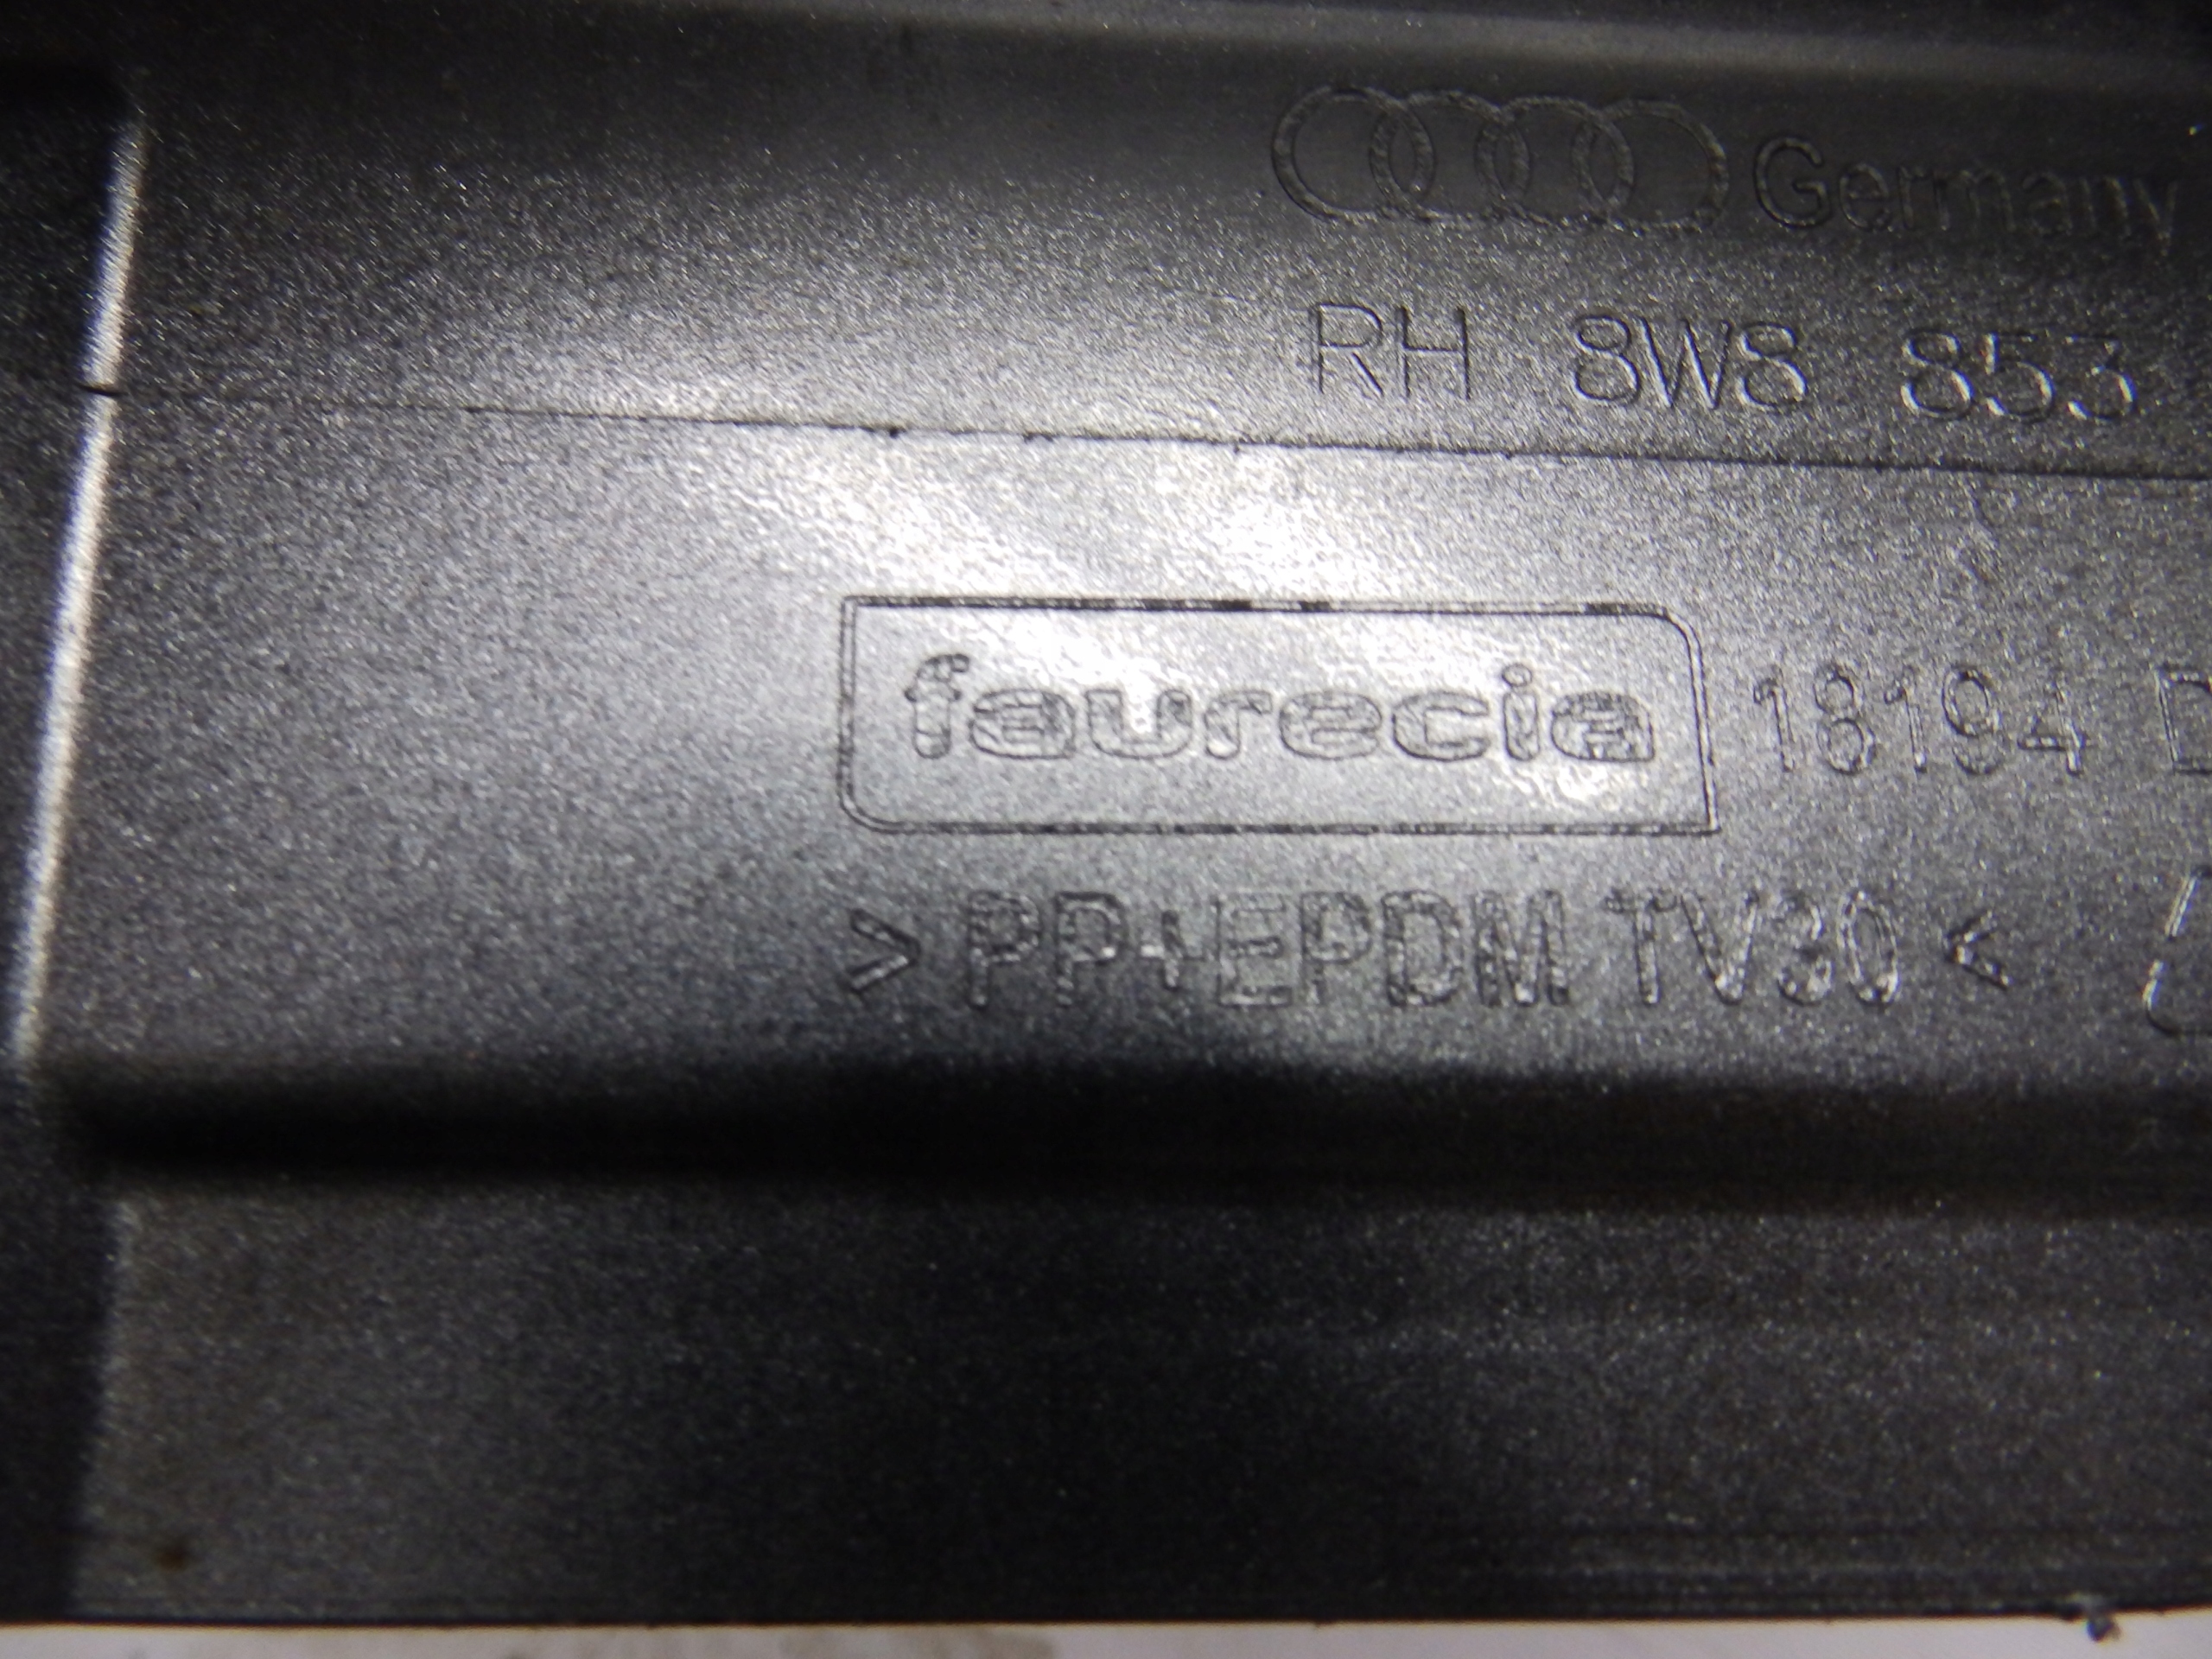 Germany
RH 8W8 853
faurecia 18194
> PP+EPDM TV30 <